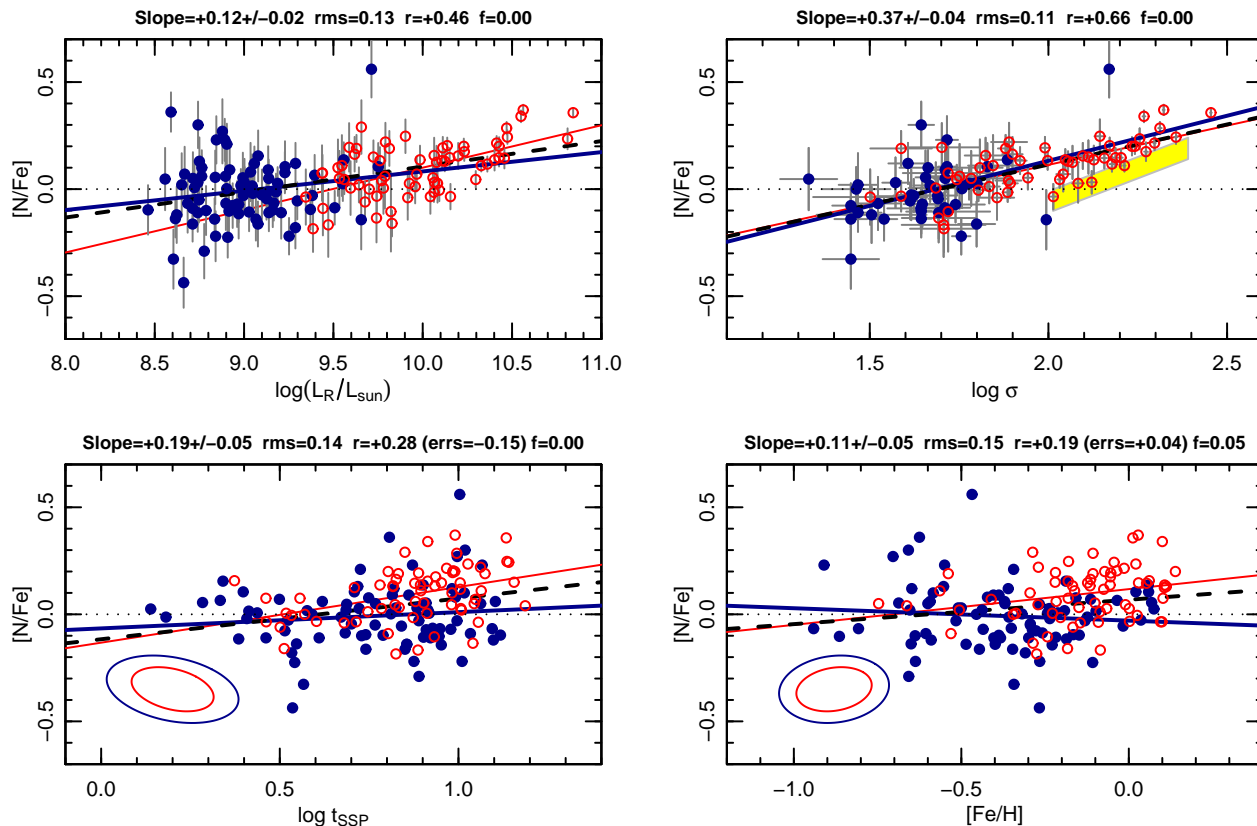 Slope=+0.12+/−0.02 rms=0.13 r=+0.46 f=0.00
[N/Fe]
0.5
0.0
−0.5
8.0 8.5 9.0 9.5 10.0 10.5 11.0
log(L_R/L_sun)
Slope=+0.37+/−0.04 rms=0.11 r=+0.66 f=0.00
[N/Fe]
0.5
0.0
−0.5
1.5 2.0 2.5
log σ
Slope=+0.19+/−0.05 rms=0.14 r=+0.28 (errs=−0.15) f=0.00
[N/Fe]
0.5
0.0
−0.5
0.0 0.5 1.0
log t_SSP
Slope=+0.11+/−0.05 rms=0.15 r=+0.19 (errs=+0.04) f=0.05
[N/Fe]
0.5
0.0
−0.5
−1.0 −0.5 0.0
[Fe/H]